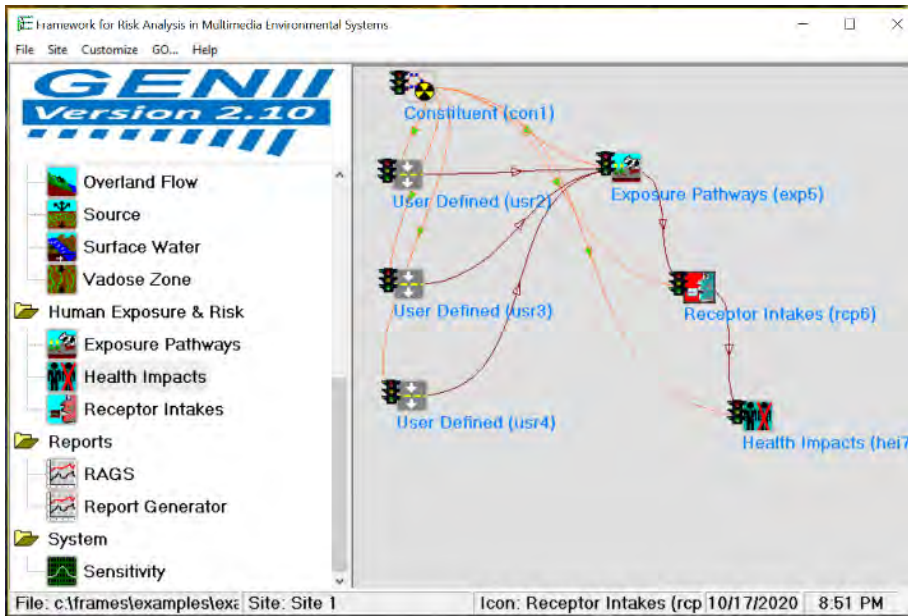 Framework for Risk Analysis in Multimedia Environmental Systems
File Site Customize GO... Help
GENII
Version 2.10
Overland Flow
Source
Surface Water
Vadose Zone
Human Exposure & Risk
Exposure Pathways
Health Impacts
Receptor Intakes
Reports
RAGS
Report Generator
System
Sensitivity
Constituent (con1)
User Defined (usr2)
Exposure Pathways (exp5)
User Defined (usr3)
Receptor Intakes (rcp6)
User Defined (usr4)
Health Impacts (hei7
File: c:\frames\examples\exa Site: Site 1 Icon: Receptor Intakes (rcp 10/17/2020 8:51 PM